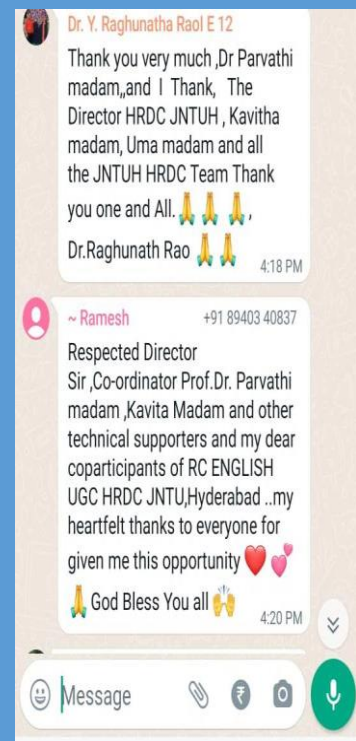 Dr. Y. Raghunatha Raol E 12
Thank you very much ,Dr Parvathi
madam,,and I Thank, The
Director HRDC JNTUH , Kavitha
madam, Uma madam and all
the JNTUH HRDC Team Thank
you one and All.🙏 🙏 🙏,
Dr.Raghunath Rao 🙏 🙏
4:18 PM
~ Ramesh +91 89403 40837
Respected Director
Sir ,Co-ordinator Prof.Dr. Parvathi
madam ,Kavita Madam and other
technical supporters and my dear
coparticipants of RC ENGLISH
UGC HRDC JNTU,Hyderabad ..my
heartfelt thanks to everyone for
given me this opportunity ❤️ 💕
🙏 God Bless You all 🙌
4:20 PM
Message